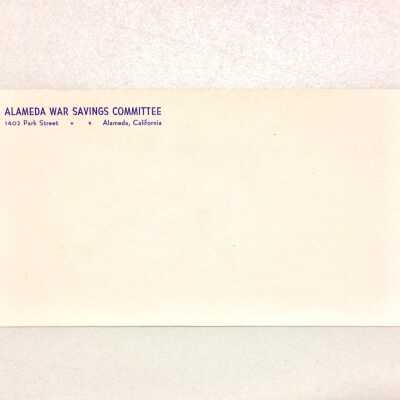 ALAMEDA WAR SAVINGS COMMITTEE
1402 Park Street • • Alameda, California